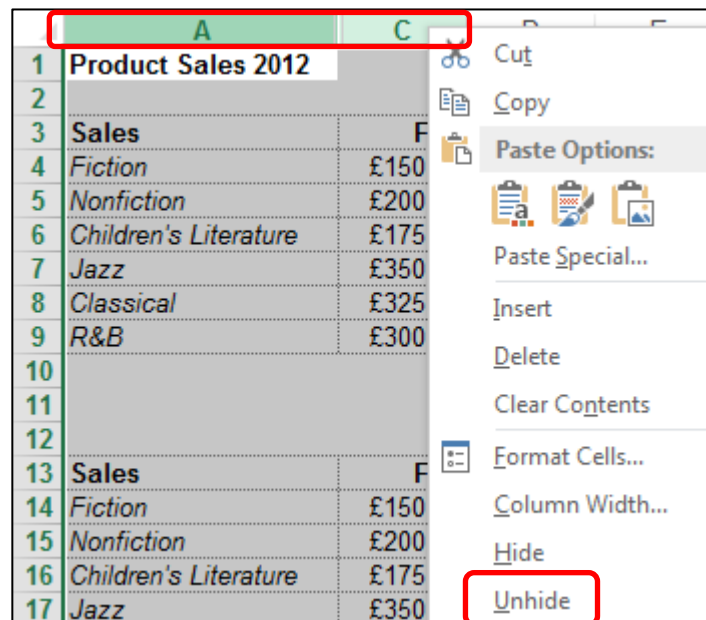 A C
1 Product Sales 2012
2
3 Sales F
4 Fiction £150
5 Nonfiction £200
6 Children's Literature £175
7 Jazz £350
8 Classical £325
9 R&B £300
10
11
12
13 Sales F
14 Fiction £150
15 Nonfiction £200
16 Children's Literature £175
17 Jazz £350
Cut
Copy
Paste Options:
a
Paste Special...
Insert
Delete
Clear Contents
Format Cells...
Column Width...
Hide
Unhide